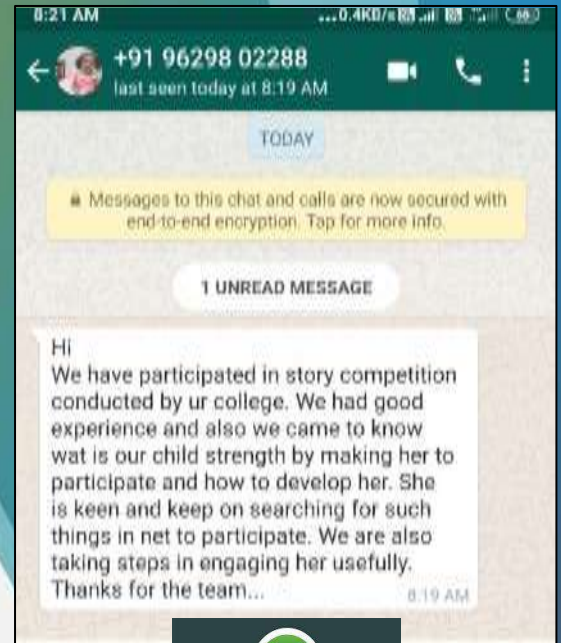 8:21 AM ...0.4KB/s 66
+91 96298 02288
last seen today at 8:19 AM
TODAY
Messages to this chat and calls are now secured with
end-to-end encryption. Tap for more info.
1 UNREAD MESSAGE
Hi
We have participated in story competition
conducted by ur college. We had good
experience and also we came to know
wat is our child strength by making her to
participate and how to develop her. She
is keen and keep on searching for such
things in net to participate. We are also
taking steps in engaging her usefully.
Thanks for the team...
8:19 AM